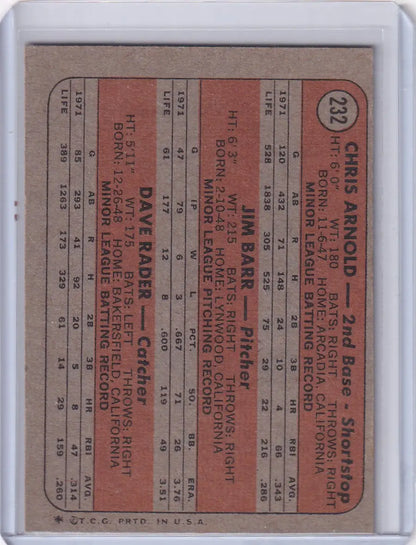 232
CHRIS ARNOLD — 2nd Base - Shortstop
HT: 6'0" WT: 180 BATS: RIGHT THROWS: RIGHT
BORN: 11-6-47 HOME: ARCADIA, CALIFORNIA
MINOR LEAGUE BATTING RECORD
G AB R H 2B 3B HR RBI AVG.
1971 120 432 71 148 24 10 4 66 .343
LIFE 528 1838 305 525 75 29 22 216 .286
JIM BARR — Pitcher
HT: 6'3" WT: 215 BATS: RIGHT THROWS: RIGHT
BORN: 2-10-48 HOME: LYNWOOD, CALIFORNIA
MINOR LEAGUE PITCHING RECORD
G IP W L PCT. SO. BB. ERA.
1971 47 79 6 3 .667 71 26 3.76
LIFE 61 177 12 8 .600 119 49 3.51
DAVE RADER — Catcher
HT: 5'11" WT: 175 BATS: LEFT THROWS: RIGHT
BORN: 12-26-48 HOME: BAKERSFIELD, CALIFORNIA
MINOR LEAGUE BATTING RECORD
G AB R H 2B 3B HR RBI AVG.
1971 85 293 41 92 20 5 8 47 .314
LIFE 389 1263 173 329 61 14 29 159 .260
* © T.C.G. PRTD. IN U.S.A.